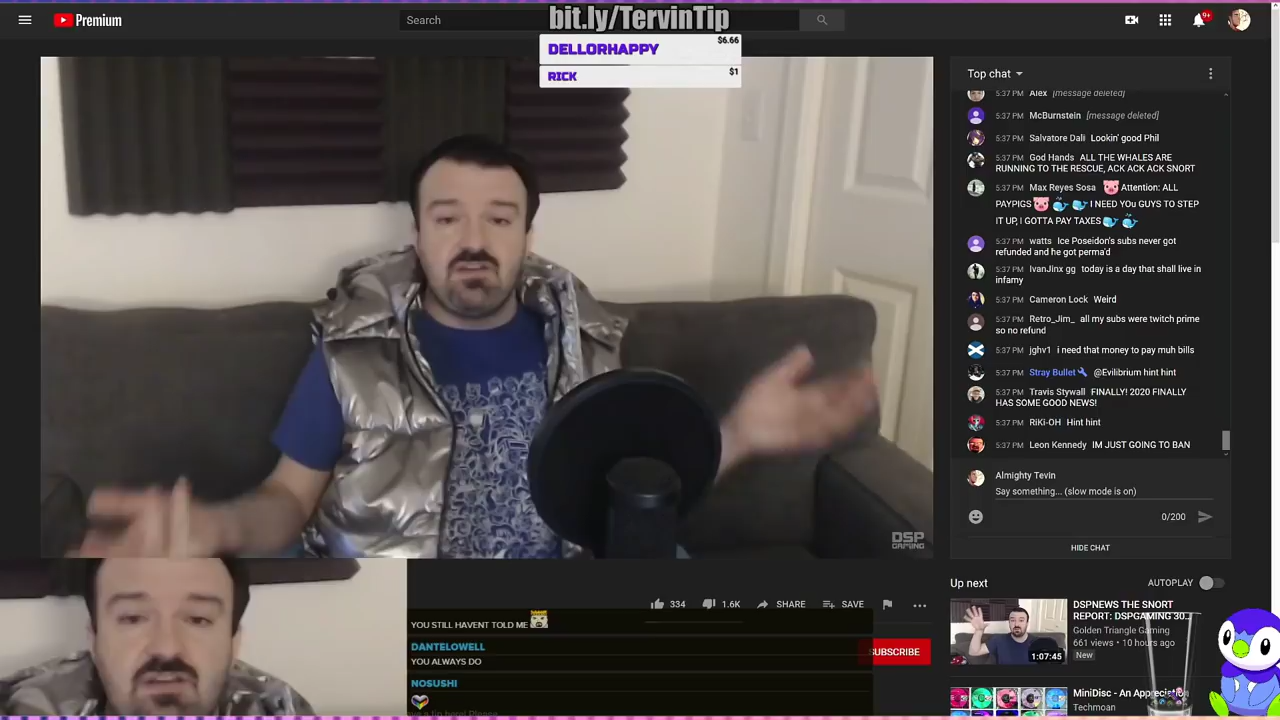 Premium
Search
bit.ly/TervinTip
9+
DELLORHAPPY
$6.66
RICK
$1
Top chat
Alex [message deleted]
5:37 PM McBurnstein [message deleted]
5:37 PM Salvatore Dali Lookin' good Phil
5:37 PM God Hands ALL THE WHALES ARE
RUNNING TO THE RESCUE, ACK ACK ACK SNORT
5:37 PM Max Reyes Sosa Attention: ALL
PAYPIGS I NEED YOu GUYS TO STEP
IT UP, I GOTTA PAY TAXES
5:37 PM watts Ice Poseidon's subs never got
refunded and he got perma'd
5:37 PM IvanJinx gg today is a day that shall live in
infamy
5:37 PM Cameron Lock Weird
5:37 PM Retro_Jim_ all my subs were twitch prime
so no refund
5:37 PM jghv1 i need that money to pay muh bills
5:37 PM Stray Bullet @Evilibrium hint hint
5:37 PM Travis Stywall FINALLY! 2020 FINALLY
HAS SOME GOOD NEWS!
5:37 PM RiKi-OH Hint hint
5:37 PM Leon Kennedy IM JUST GOING TO BAN
Almighty Tevin
Say something... (slow mode is on)
0/200
HIDE CHAT
DSP
GAMING
334
1.6K
SHARE
SAVE
SUBSCRIBE
YOU STILL HAVENT TOLD ME
DANTELOWELL
YOU ALWAYS DO
NOSUSHI
Up next
AUTOPLAY
DSPNEWS THE SNORT
REPORT: DSPGAMING 30...
Golden Triangle Gaming
661 views • 10 hours ago
New
1:07:45
MiniDisc - An Appreciation
Techmoan